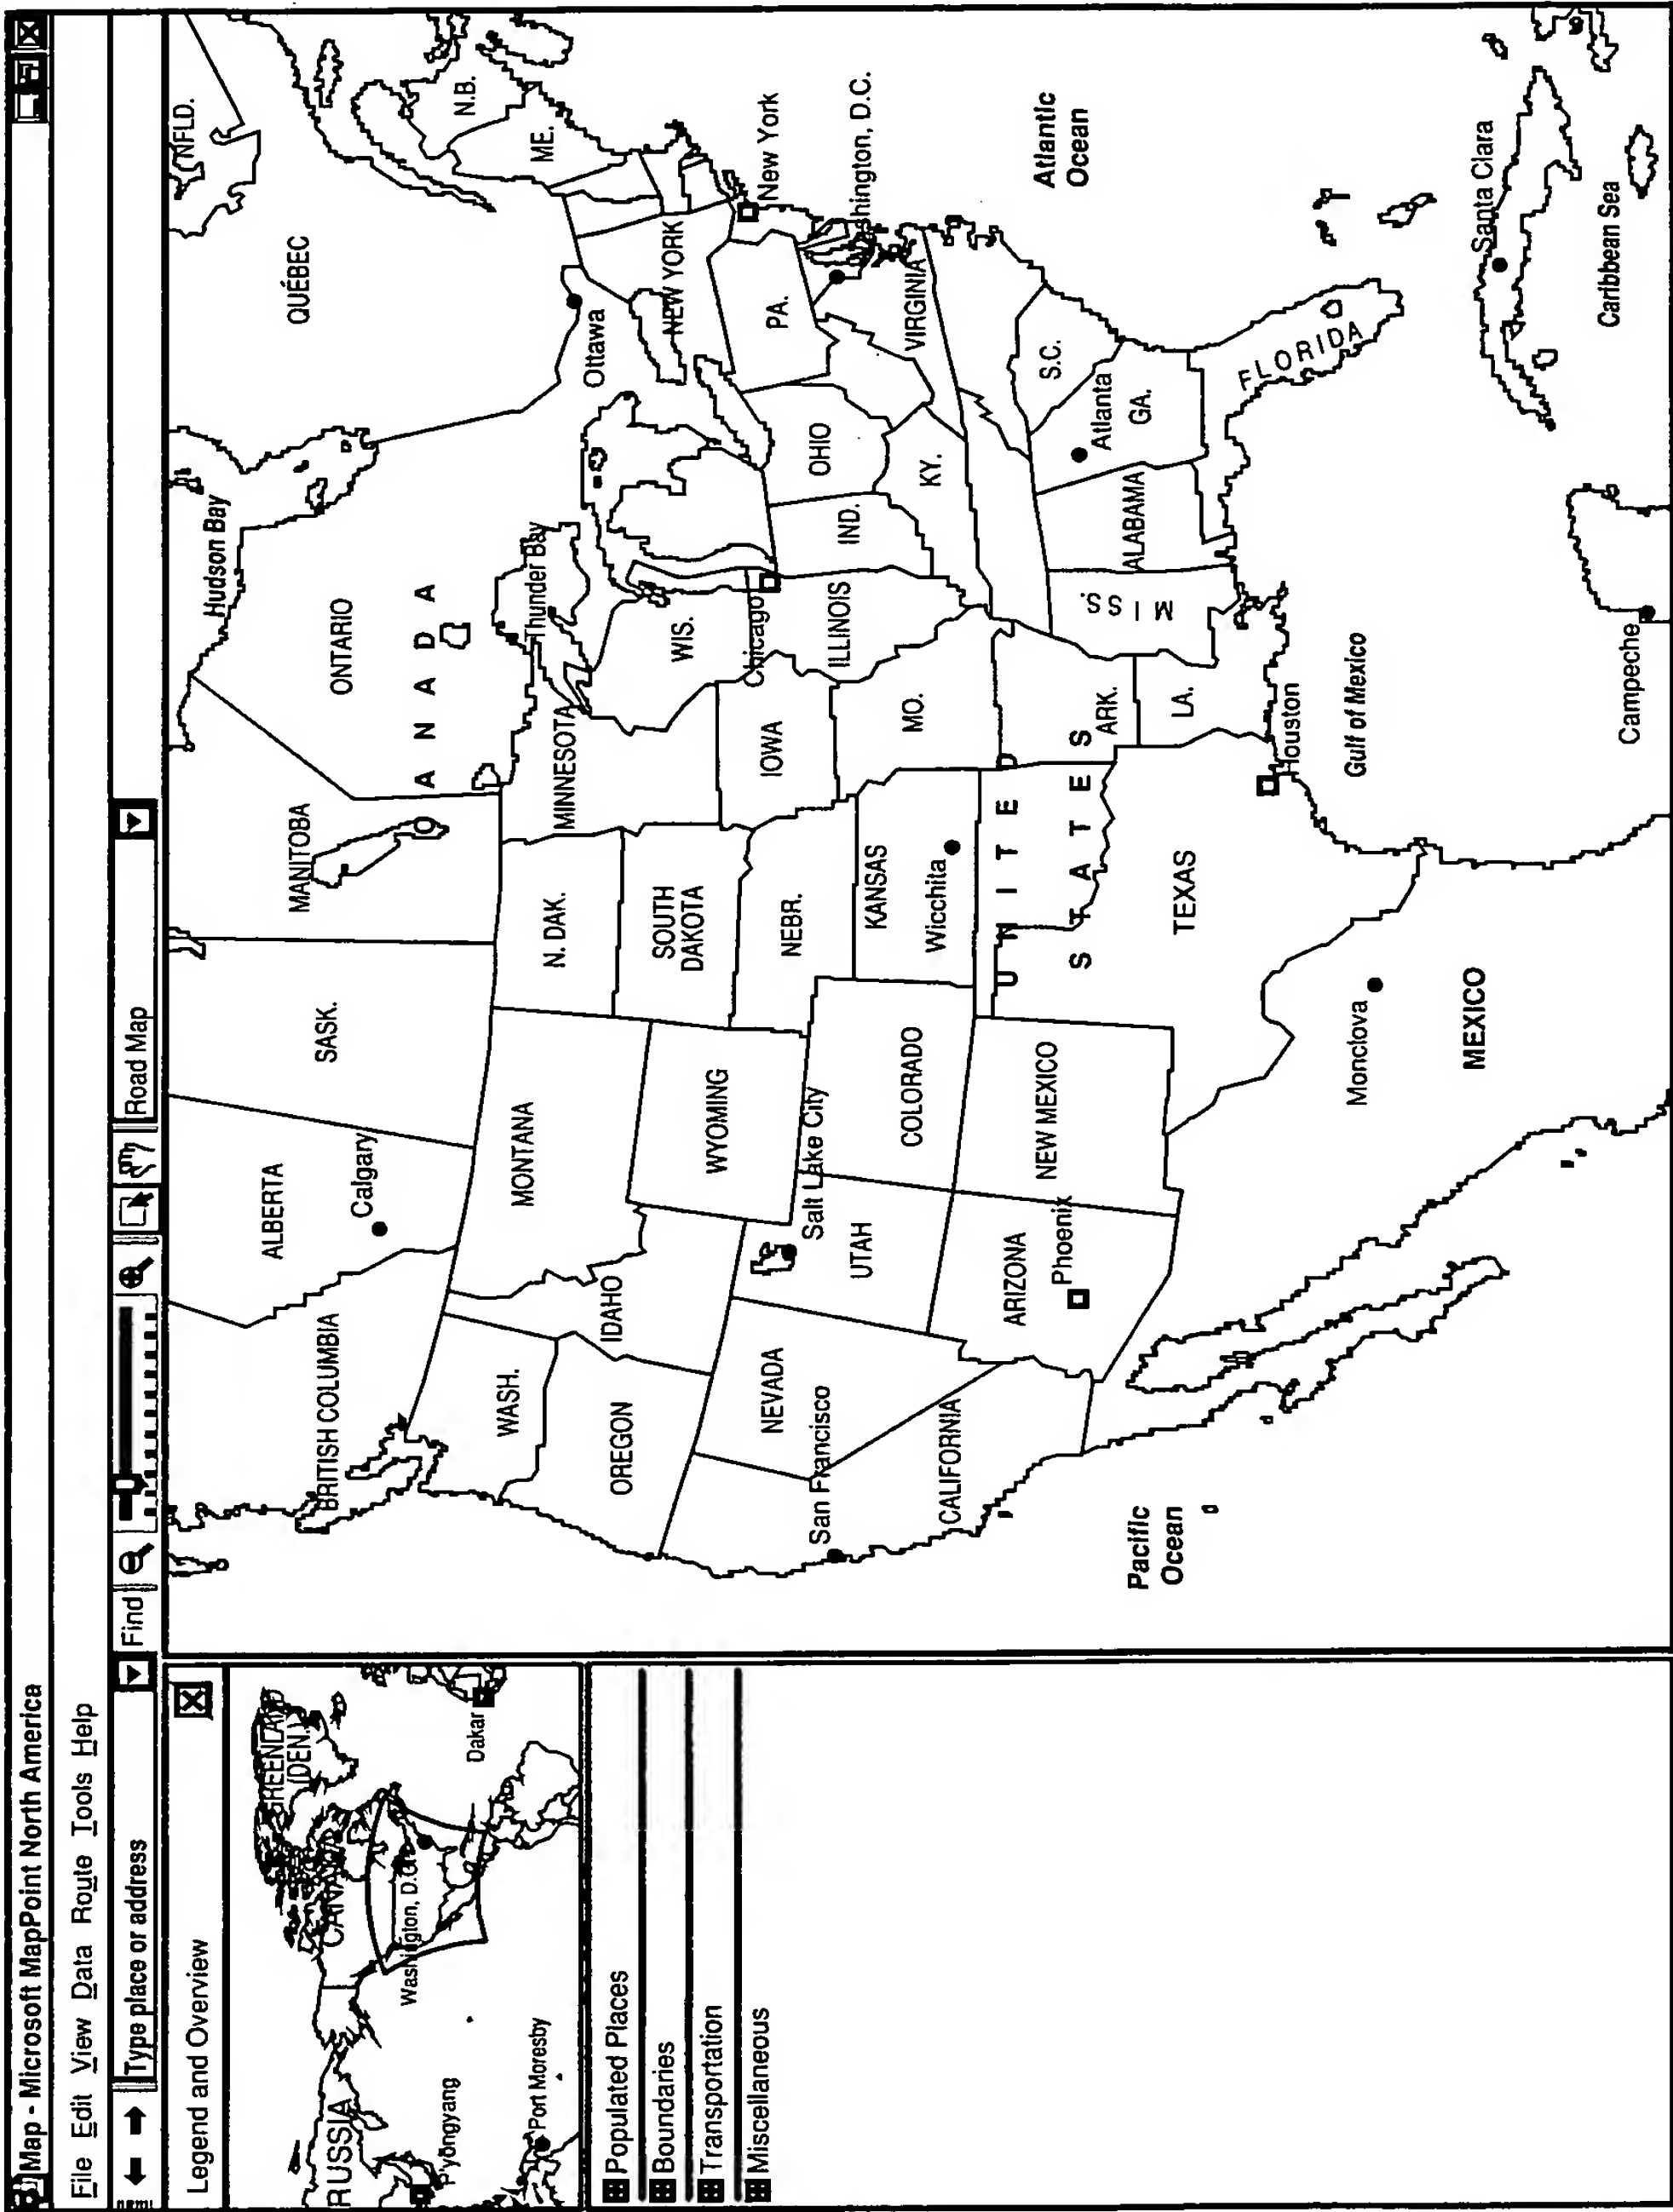 Map - Microsoft MapPoint North America
File Edit View Data Route Tools Help
Type place or address
Find
Road Map
Legend and Overview
GREENLAND
(DEN.)
CANADA
RUSSIA
Washington, D.C.
Dakar
P'yŏngyang
Port Moresby
Populated Places
Boundaries
Transportation
Miscellaneous
NFLD.
Hudson Bay
QUÉBEC
BRITISH COLUMBIA
ALBERTA
SASK.
MANITOBA
ONTARIO
Calgary
CANADA
N.B.
ME.
Thunder Bay
Ottawa
WASH.
MONTANA
N. DAK.
MINNESOTA
OREGON
IDAHO
SOUTH
DAKOTA
WIS.
NEW YORK
New York
WYOMING
NEVADA
NEBR.
IOWA
Chicago
PA.
Salt Lake City
San Francisco
ILLINOIS
IND.
OHIO
Washington, D.C.
UTAH
COLORADO
KANSAS
MO.
KY.
VIRGINIA
Wicchita
CALIFORNIA
ARIZONA
NEW MEXICO
UNITED
STATES
Phoenix
ARK.
MISS.
ALABAMA
Atlanta
GA.
S.C.
Atlantic
Ocean
Pacific
Ocean
TEXAS
LA.
Houston
FLORIDA
Gulf of Mexico
Monclova
MEXICO
Santa Clara
Campeche
Caribbean Sea